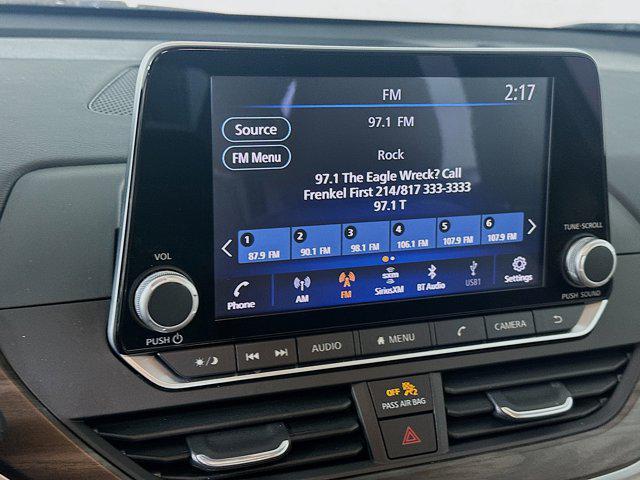 FM
2:17
Source
97.1 FM
FM Menu
Rock
97.1 The Eagle Wreck? Call
Frenkel First 214/817 333-3333
97.1 T
1 2 3 4 5 6
87.9 FM 90.1 FM 98.1 FM 106.1 FM 107.9 FM 107.9 FM
Phone AM FM SiriusXM BT Audio USB1 Settings
sxm
VOL
PUSH
TUNE·SCROLL
PUSH SOUND
AUDIO
MENU
CAMERA
OFF 2
PASS AIR BAG